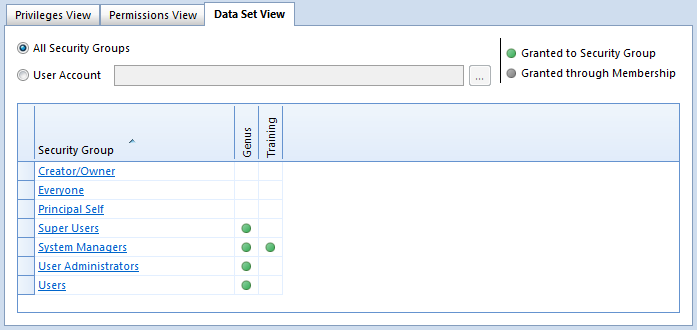 Privileges View Permissions View Data Set View
All Security Groups
User Account ...
Granted to Security Group
Granted through Membership
Security Group Genus Training
Creator/Owner
Everyone
Principal Self
Super Users
System Managers
User Administrators
Users